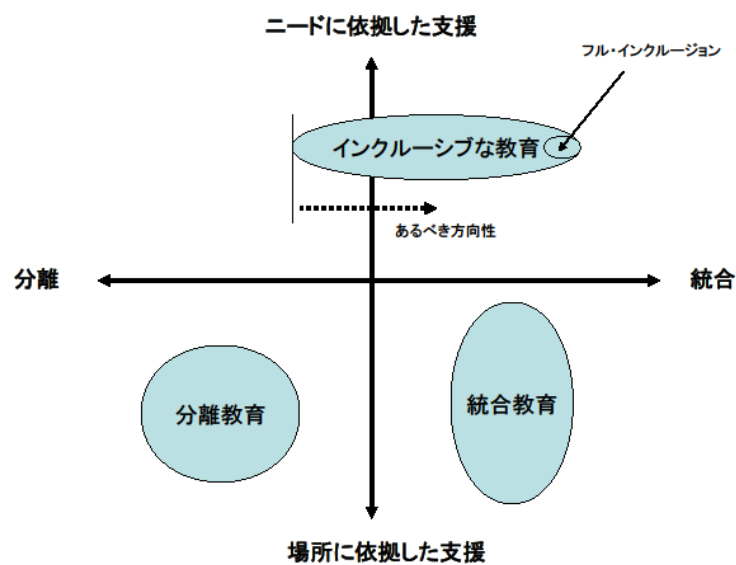 ニードに依拠した支援
フル・インクルージョン
インクルーシブな教育
あるべき方向性
分離
統合
分離教育
統合教育
場所に依拠した支援